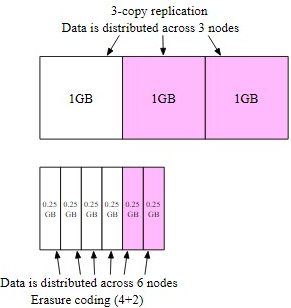 3-copy replication
Data is distributed across 3 nodes
1GB 1GB 1GB
0.25 0.25 0.25 0.25 0.25 0.25
GB GB GB GB GB GB
Data is distributed across 6 nodes
Erasure coding (4+2)